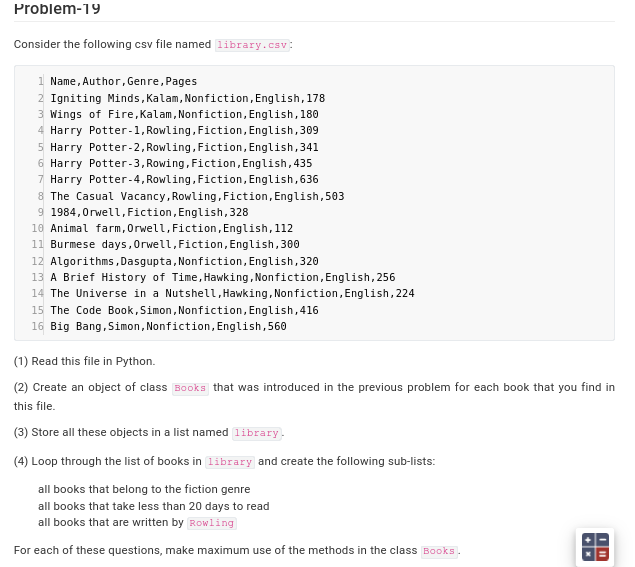 Problem-19
Consider the following csv file named library.csv:
1 Name,Author,Genre,Pages
2 Igniting Minds,Kalam,Nonfiction,English,178
3 Wings of Fire,Kalam,Nonfiction,English,180
4 Harry Potter-1,Rowling,Fiction,English,309
5 Harry Potter-2,Rowling,Fiction,English,341
6 Harry Potter-3,Rowing,Fiction,English,435
7 Harry Potter-4,Rowling,Fiction,English,636
8 The Casual Vacancy,Rowling,Fiction,English,503
9 1984,Orwell,Fiction,English,328
10 Animal farm,Orwell,Fiction,English,112
11 Burmese days,Orwell,Fiction,English,300
12 Algorithms,Dasgupta,Nonfiction,English,320
13 A Brief History of Time,Hawking,Nonfiction,English,256
14 The Universe in a Nutshell,Hawking,Nonfiction,English,224
15 The Code Book,Simon,Nonfiction,English,416
16 Big Bang,Simon,Nonfiction,English,560
(1) Read this file in Python.
(2) Create an object of class Books that was introduced in the previous problem for each book that you find in
this file.
(3) Store all these objects in a list named library.
(4) Loop through the list of books in library and create the following sub-lists:
all books that belong to the fiction genre
all books that take less than 20 days to read
all books that are written by Rowling
For each of these questions, make maximum use of the methods in the class Books.